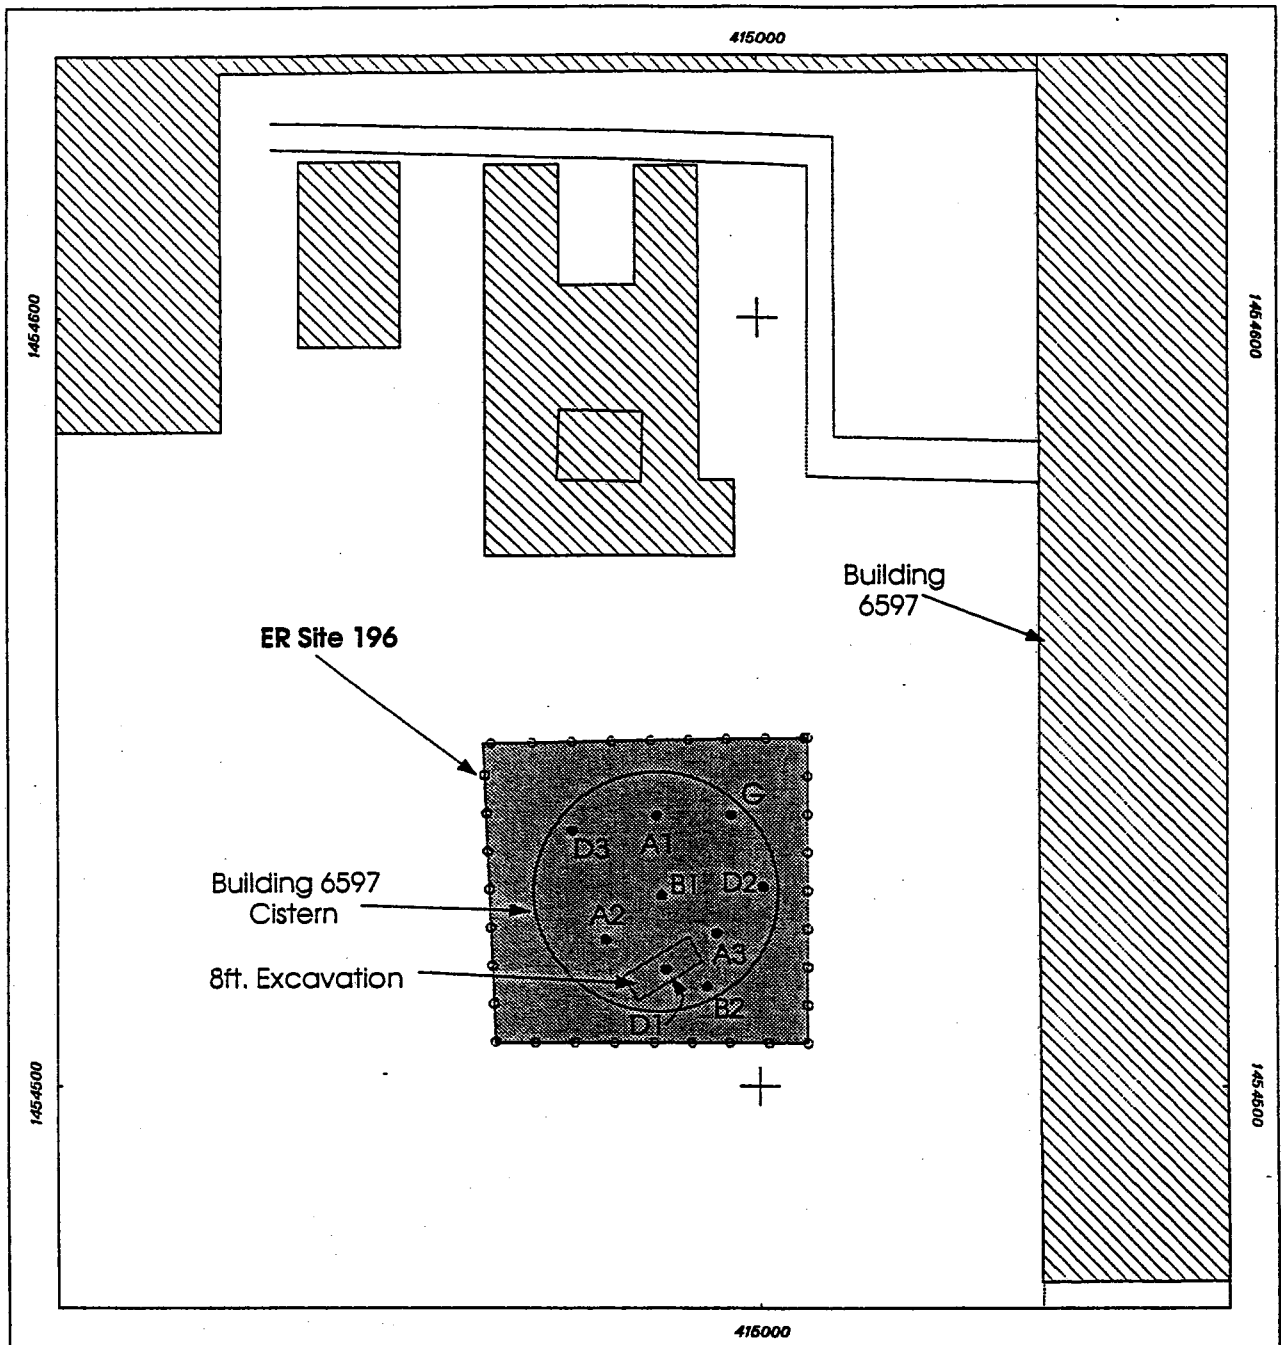 415000
1454600
1454600
Building
6597
ER Site 196
G
A1
D3
B1
D2
Building 6597
Cistern
A2
A3
8ft. Excavation
B2
D1
1454500
1454500
415000